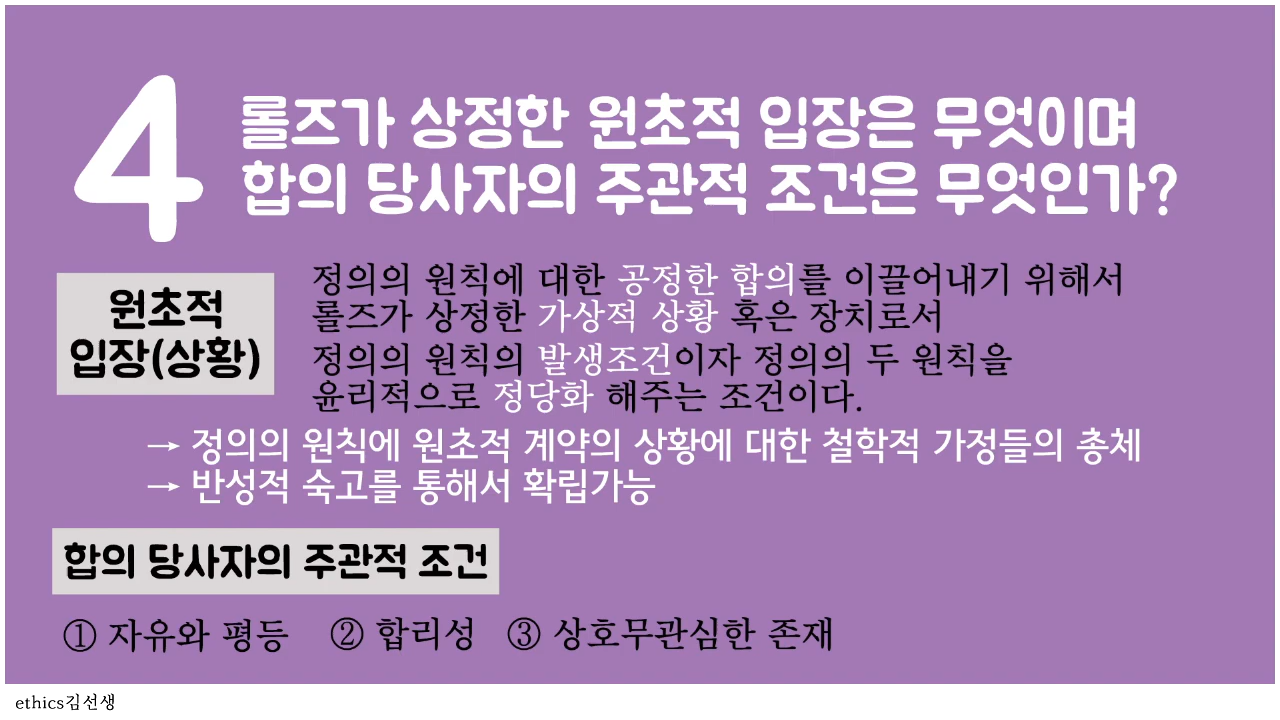 4
롤즈가 상정한 원초적 입장은 무엇이며
합의 당사자의 주관적 조건은 무엇인가?
원초적
입장(상황)
정의의 원칙에 대한 공정한 합의를 이끌어내기 위해서
롤즈가 상정한 가상적 상황 혹은 장치로서
정의의 원칙의 발생조건이자 정의의 두 원칙을
윤리적으로 정당화 해주는 조건이다.
→ 정의의 원칙에 원초적 계약의 상황에 대한 철학적 가정들의 총체
→ 반성적 숙고를 통해서 확립가능
합의 당사자의 주관적 조건
① 자유와 평등 ② 합리성 ③ 상호무관심한 존재
ethics김선생